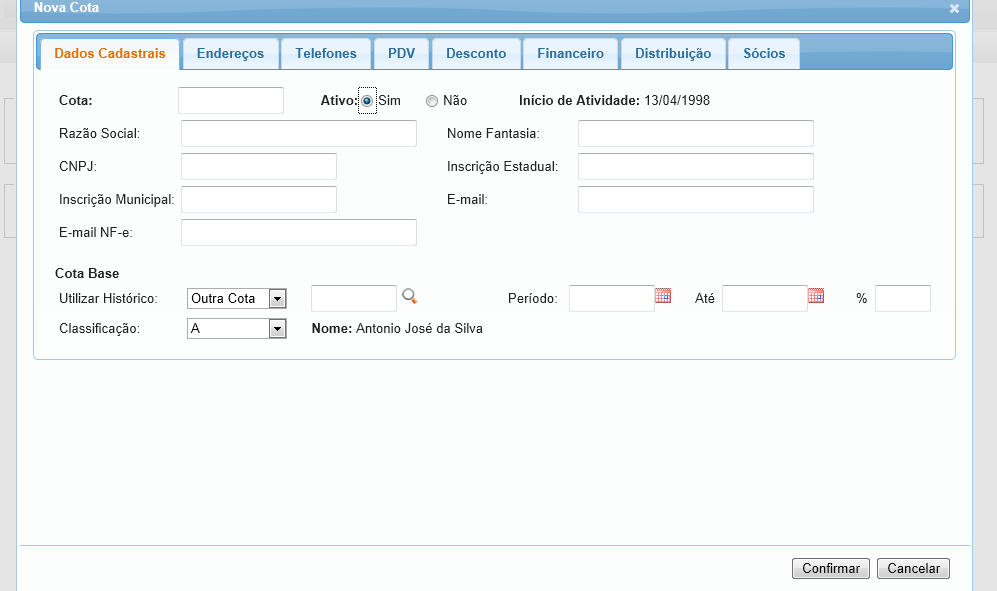 Nova Cota
Dados Cadastrais Endereços Telefones PDV Desconto Financeiro Distribuição Sócios
Cota: Ativo: Sim Não Início de Atividade: 13/04/1998
Razão Social: Nome Fantasia:
CNPJ: Inscrição Estadual:
Inscrição Municipal: E-mail:
E-mail NF-e:
Cota Base
Utilizar Histórico: Outra Cota Período: Até %
Classificação: A Nome: Antonio José da Silva
Confirmar Cancelar